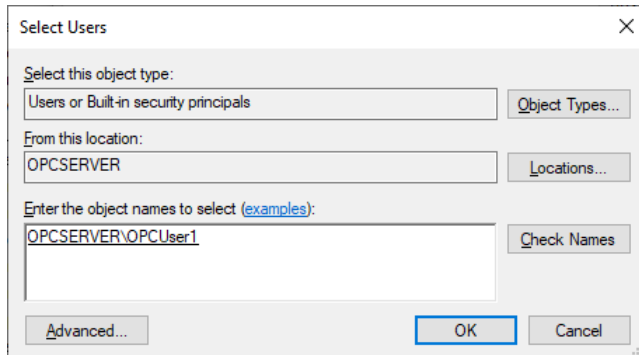 Select Users
Select this object type:
Users or Built-in security principals
Object Types...
From this location:
OPCSERVER
Locations...
Enter the object names to select (examples):
OPCSERVER\OPCUser1
Check Names
Advanced...
OK
Cancel